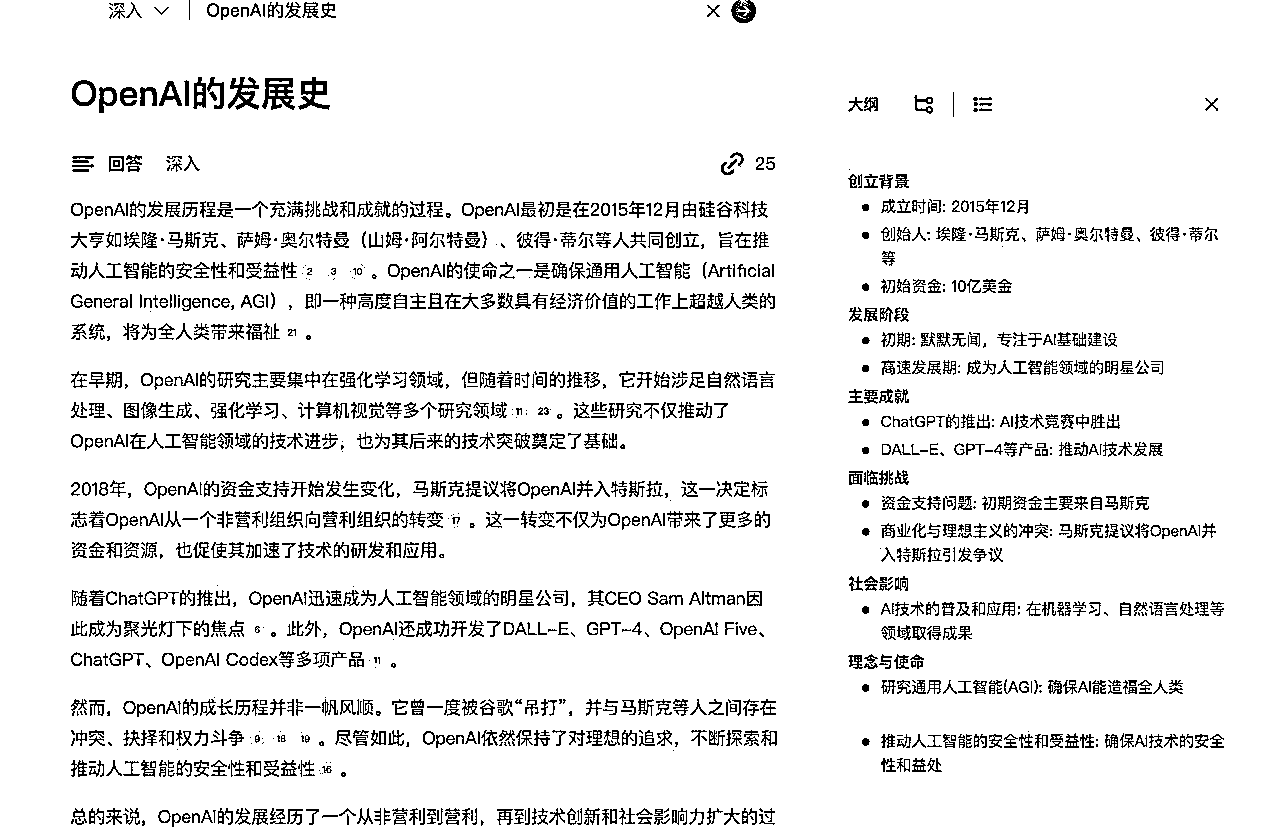 深入 OpenAI的发展史
OpenAI的发展史
回答 深入 25
OpenAI的发展历程是一个充满挑战和成就的过程。OpenAI最初是在2015年12月由硅谷科技
大亨如埃隆·马斯克、萨姆·奥尔特曼（山姆·阿尔特曼）、彼得·蒂尔等人共同创立，旨在推
动人工智能的安全性和受益性 2 3 10 。OpenAI的使命之一是确保通用人工智能（Artificial
General Intelligence, AGI），即一种高度自主且在大多数具有经济价值的工作上超越人类的
系统，将为全人类带来福祉 21 。
在早期，OpenAI的研究主要集中在强化学习领域，但随着时间的推移，它开始涉足自然语言
处理、图像生成、强化学习、计算机视觉等多个研究领域 11 23 。这些研究不仅推动了
OpenAI在人工智能领域的技术进步，也为其后来的技术突破奠定了基础。
2018年，OpenAI的资金支持开始发生变化，马斯克提议将OpenAI并入特斯拉，这一决定标
志着OpenAI从一个非营利组织向营利组织的转变 17 。这一转变不仅为OpenAI带来了更多的
资金和资源，也促使其加速了技术的研发和应用。
随着ChatGPT的推出，OpenAI迅速成为人工智能领域的明星公司，其CEO Sam Altman因
此成为聚光灯下的焦点 6 。此外，OpenAI还成功开发了DALL-E、GPT-4、OpenAI Five、
ChatGPT、OpenAI Codex等多项产品 11 。
然而，OpenAI的成长历程并非一帆风顺。它曾一度被谷歌“吊打”，并与马斯克等人之间存在
冲突、抉择和权力斗争 9 18 19 。尽管如此，OpenAI依然保持了对理想的追求，不断探索和
推动人工智能的安全性和受益性 16 。
总的来说，OpenAI的发展经历了一个从非营利到营利，再到技术创新和社会影响力扩大的过
大纲
创立背景
成立时间: 2015年12月
创始人: 埃隆·马斯克、萨姆·奥尔特曼、彼得·蒂尔
等
初始资金: 10亿美金
发展阶段
初期: 默默无闻，专注于AI基础建设
高速发展期: 成为人工智能领域的明星公司
主要成就
ChatGPT的推出: AI技术竞赛中胜出
DALL-E、GPT-4等产品: 推动AI技术发展
面临挑战
资金支持问题: 初期资金主要来自马斯克
商业化与理想主义的冲突: 马斯克提议将OpenAI并
入特斯拉引发争议
社会影响
AI技术的普及和应用: 在机器学习、自然语言处理等
领域取得成果
理念与使命
研究通用人工智能(AGI): 确保AI能造福全人类
推动人工智能的安全性和受益性: 确保AI技术的安全
性和益处